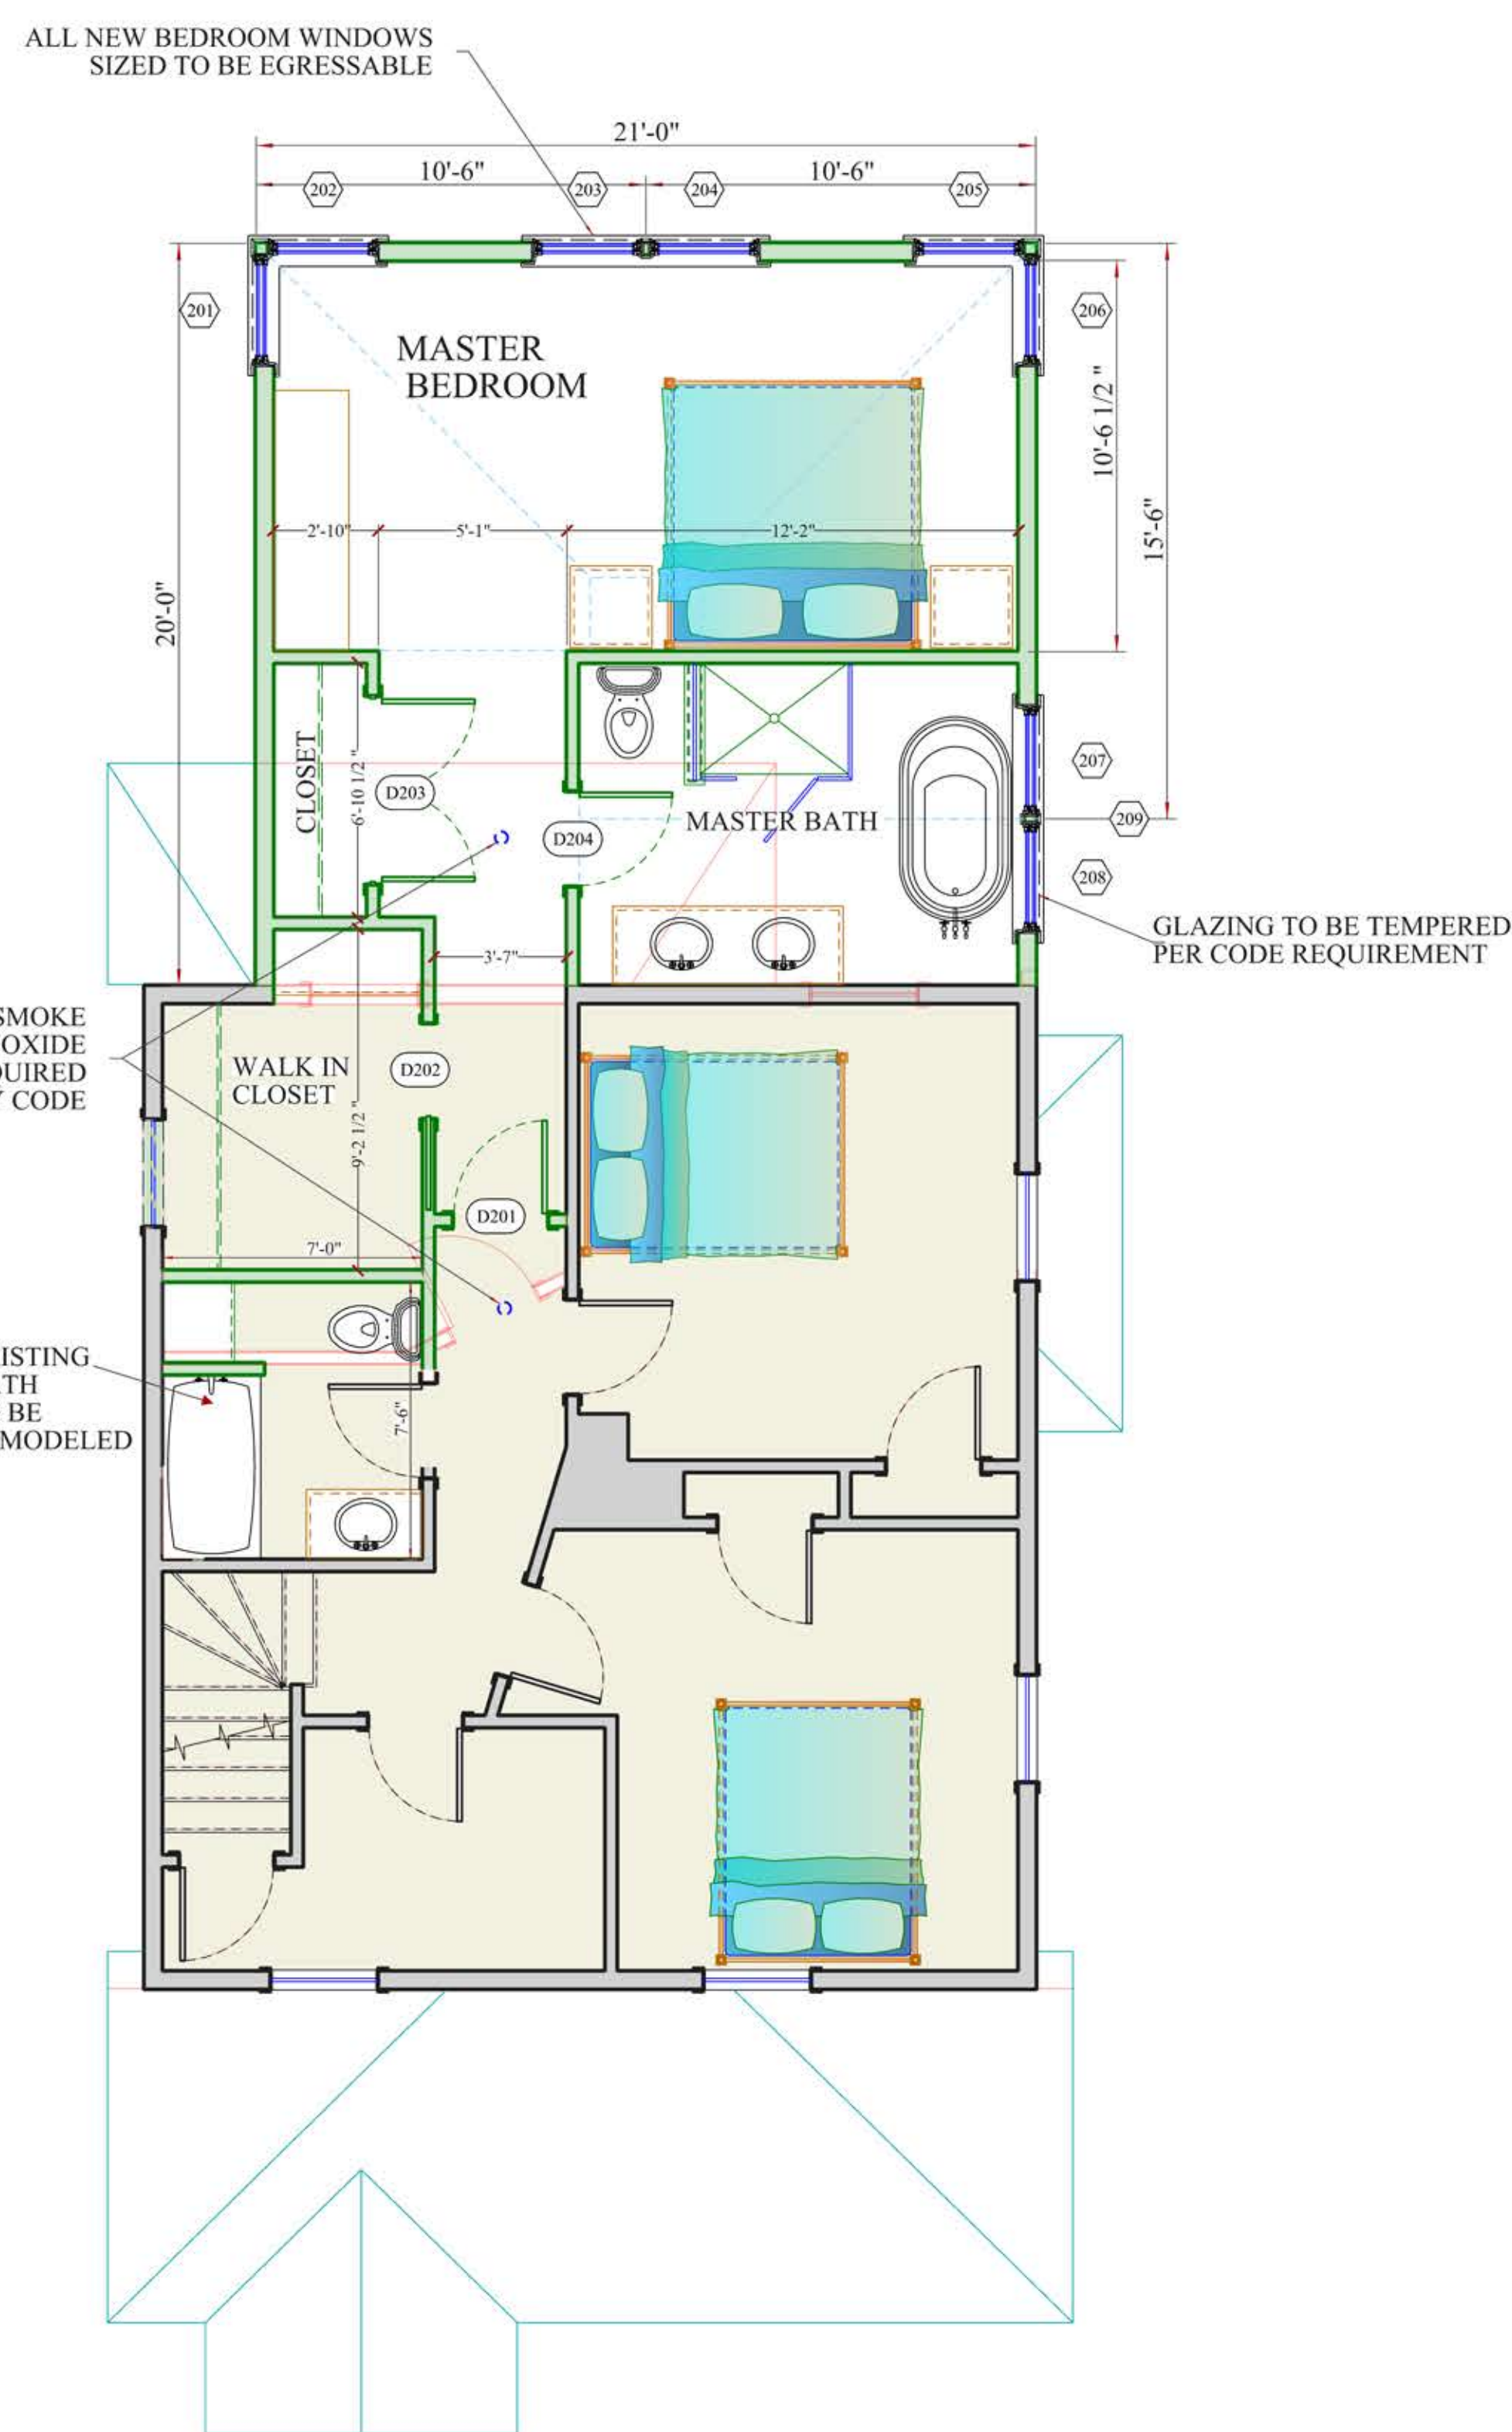 ALL NEW BEDROOM WINDOWS
SIZED TO BE EGRESSABLE
21'-0"
10'-6"
10'-6"
202
203
204
205
201
206
MASTER
BEDROOM
10'-6 1/2 "
15'-6"
20'-0"
2'-10"
5'-1"
12'-2"
CLOSET
6'-10 1/2 "
D203
D204
MASTER BATH
207
209
208
GLAZING TO BE TEMPERED
PER CODE REQUIREMENT
3'-7"
SMOKE
OXIDE
QUIRED
Y CODE
WALK IN
CLOSET
D202
9'-2 1/2 "
D201
7'-0"
ISTING
TH
BE
MODELED
7'-6"